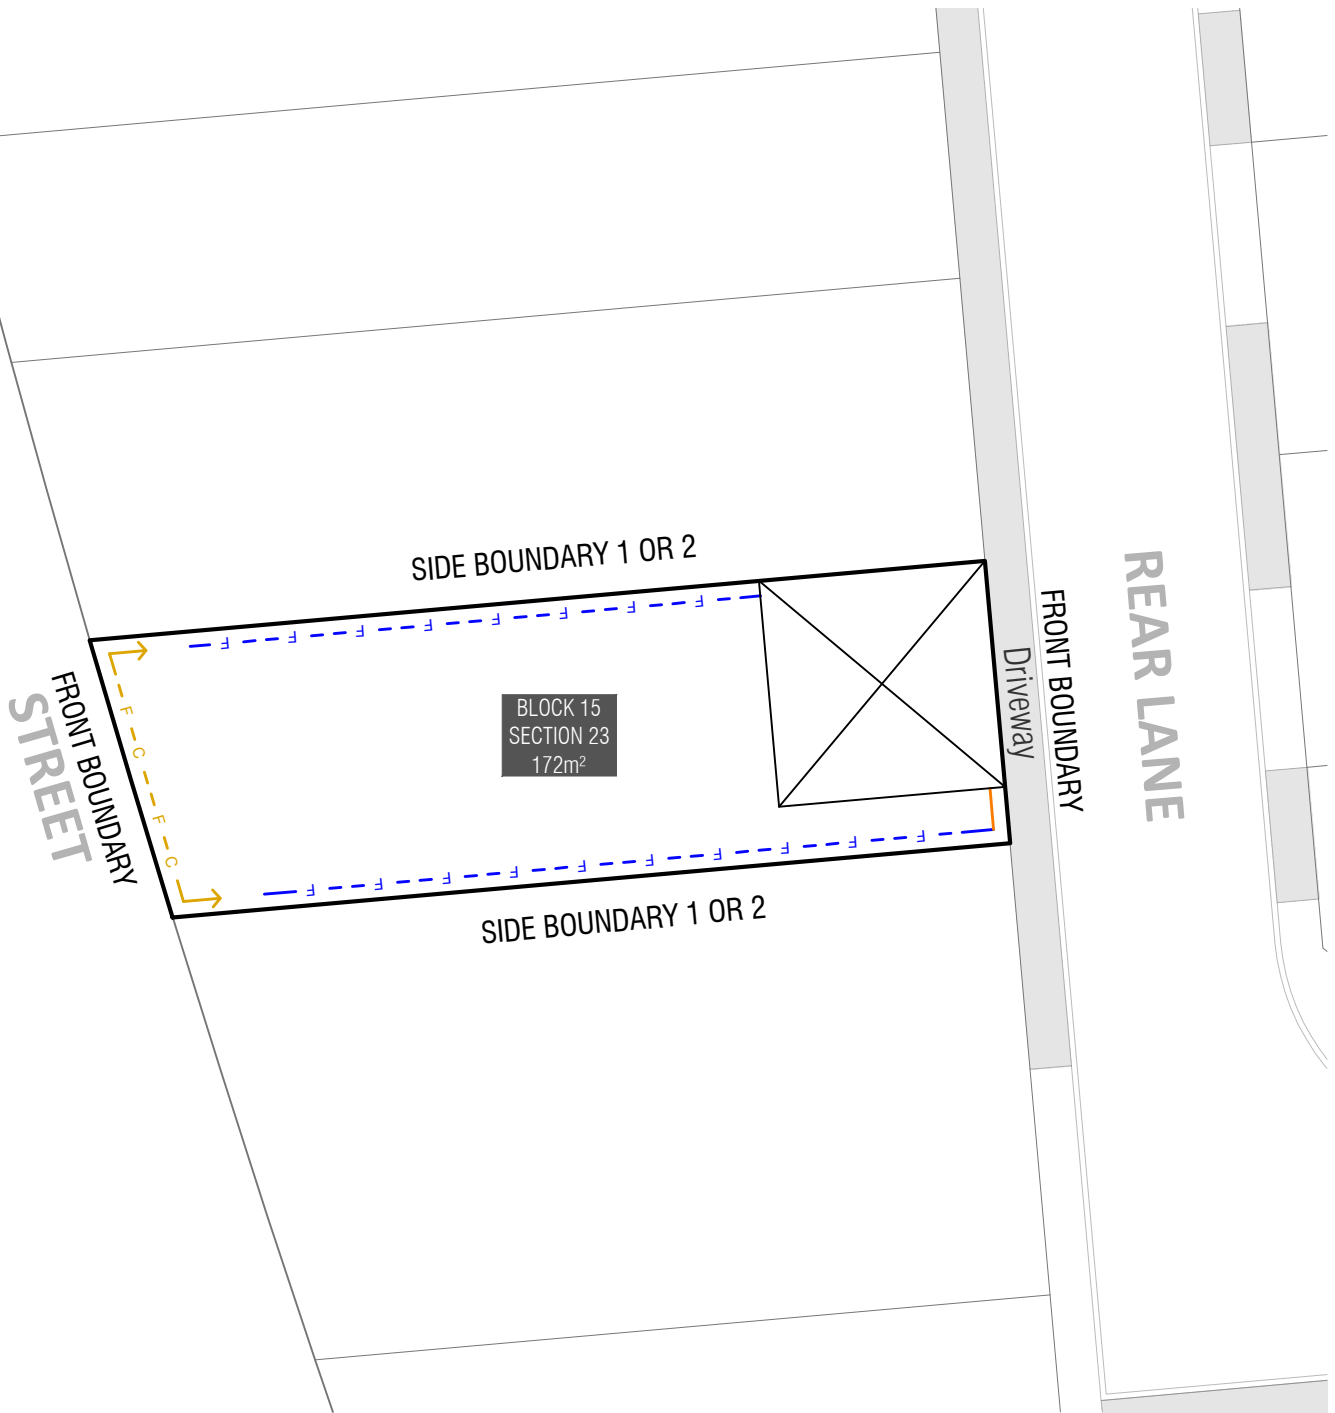 SIDE BOUNDARY 1 OR 2
F F F F F F F F
STREET
FRONT BOUNDARY
F C F C
BLOCK 15
SECTION 23
172m²
Driveway
FRONT BOUNDARY
REAR LANE
F F F F F F F F F F
SIDE BOUNDARY 1 OR 2